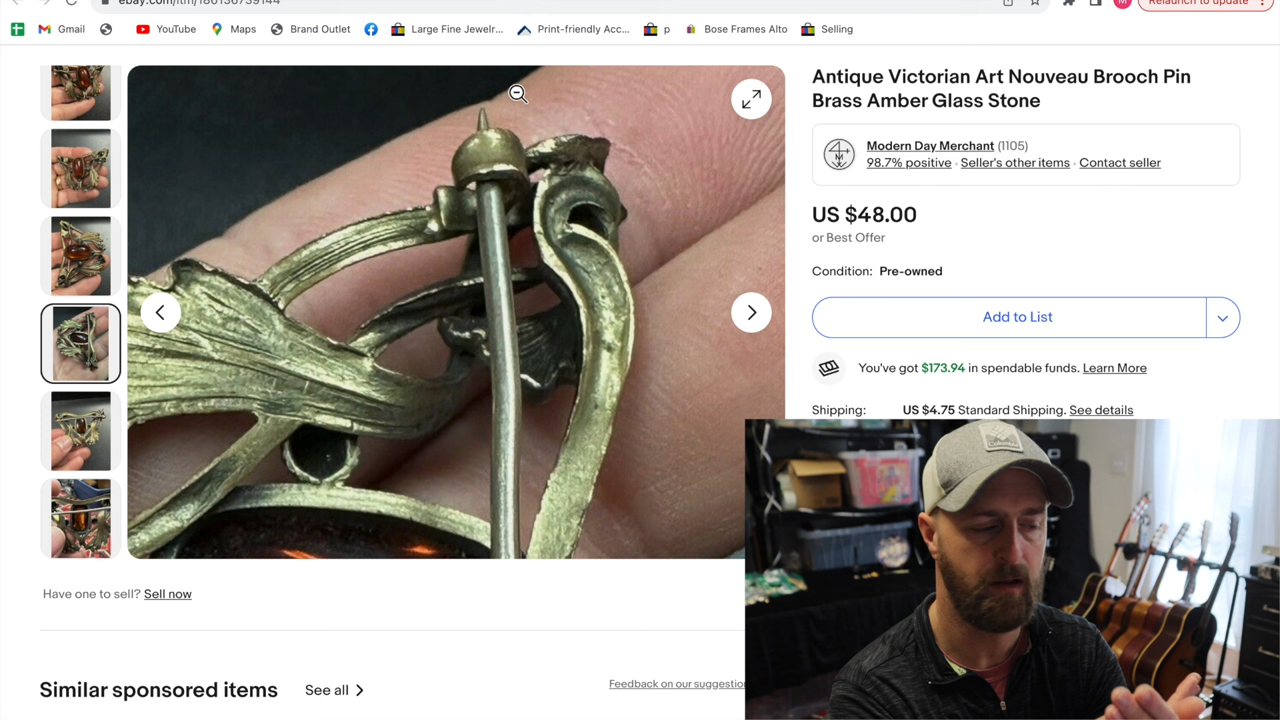 ebay.com/itm/186136739144
Relaunch to update
Gmail
YouTube
Maps
Brand Outlet
Large Fine Jewelr...
Print-friendly Acc...
p
Bose Frames Alto
Selling
Antique Victorian Art Nouveau Brooch Pin
Brass Amber Glass Stone
Modern Day Merchant (1105)
98.7% positive · Seller's other items · Contact seller
US $48.00
or Best Offer
Condition: Pre-owned
Add to List
You've got $173.94 in spendable funds. Learn More
Shipping: US $4.75 Standard Shipping. See details
Have one to sell? Sell now
Similar sponsored items See all
Feedback on our suggestion